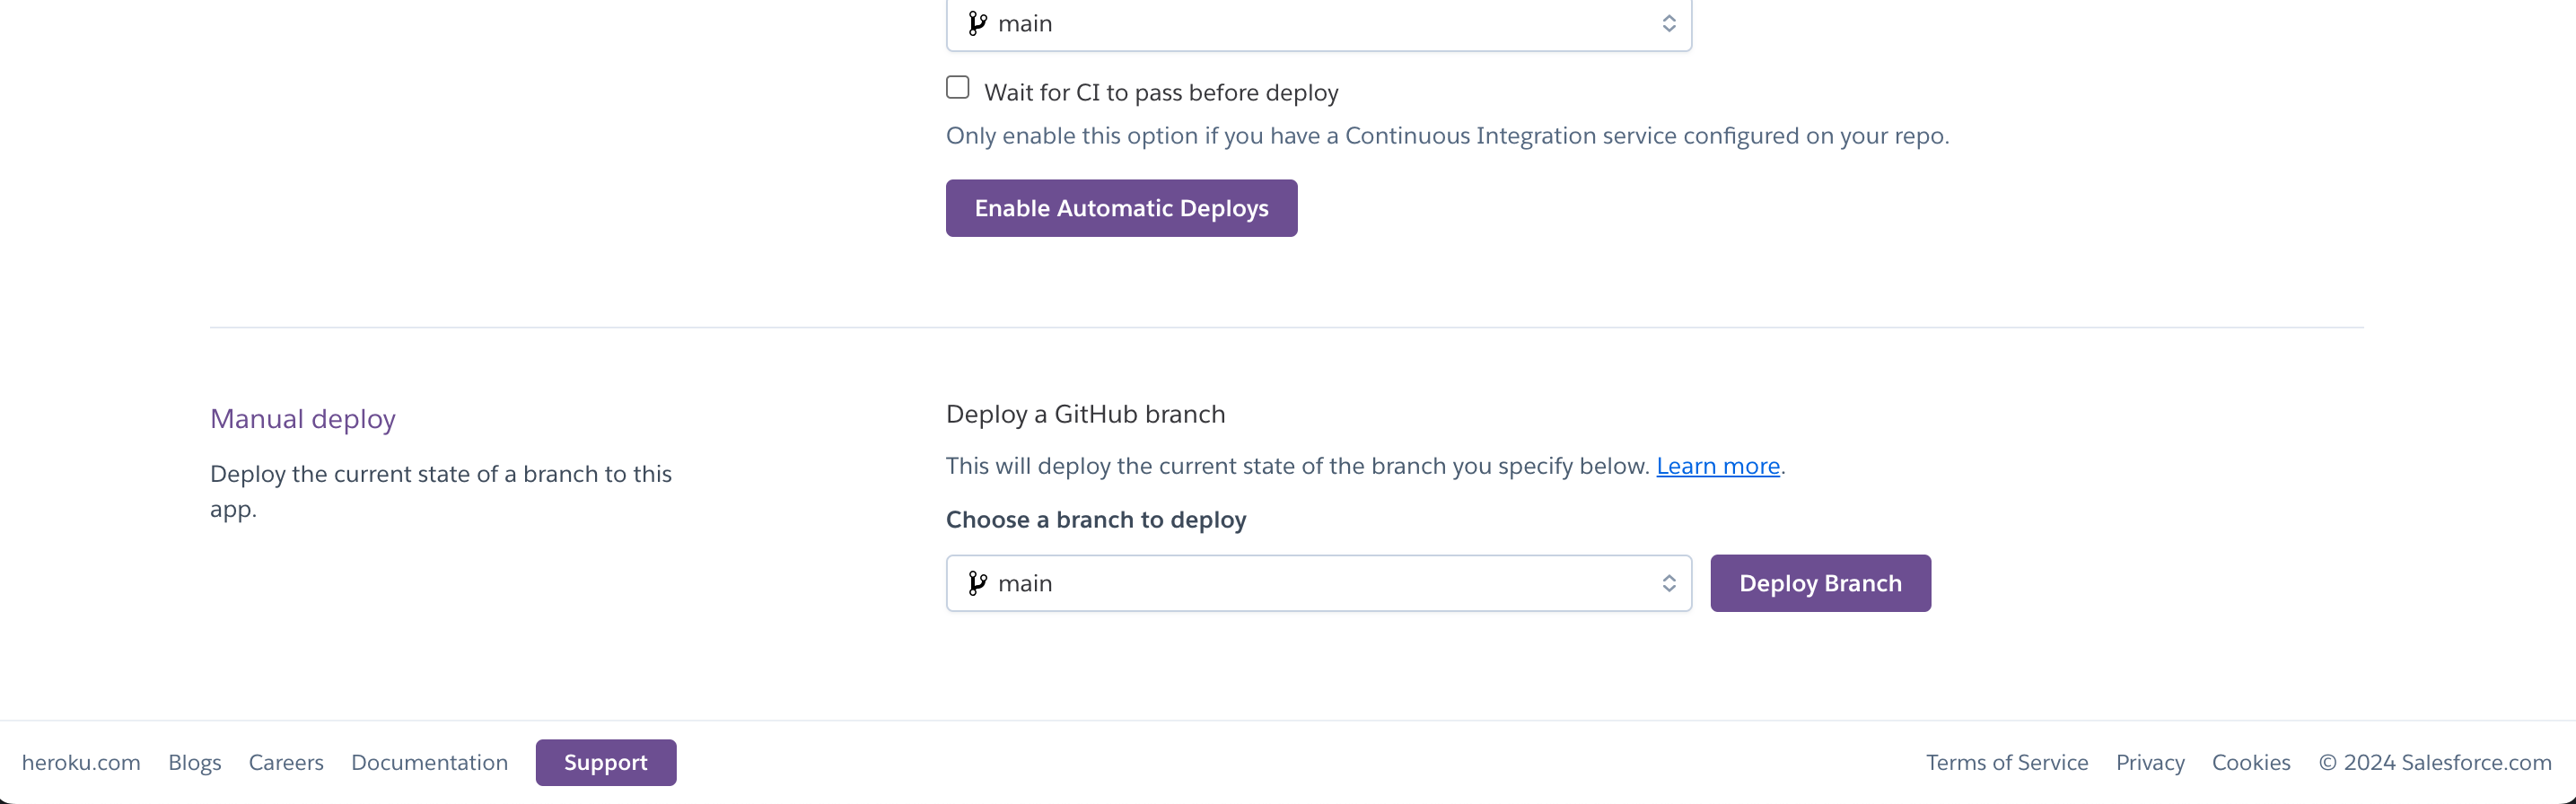 main
Wait for CI to pass before deploy
Only enable this option if you have a Continuous Integration service configured on your repo.
Enable Automatic Deploys
Manual deploy
Deploy the current state of a branch to this
app.
Deploy a GitHub branch
This will deploy the current state of the branch you specify below. Learn more.
Choose a branch to deploy
main
Deploy Branch
heroku.com Blogs Careers Documentation Support Terms of Service Privacy Cookies © 2024 Salesforce.com